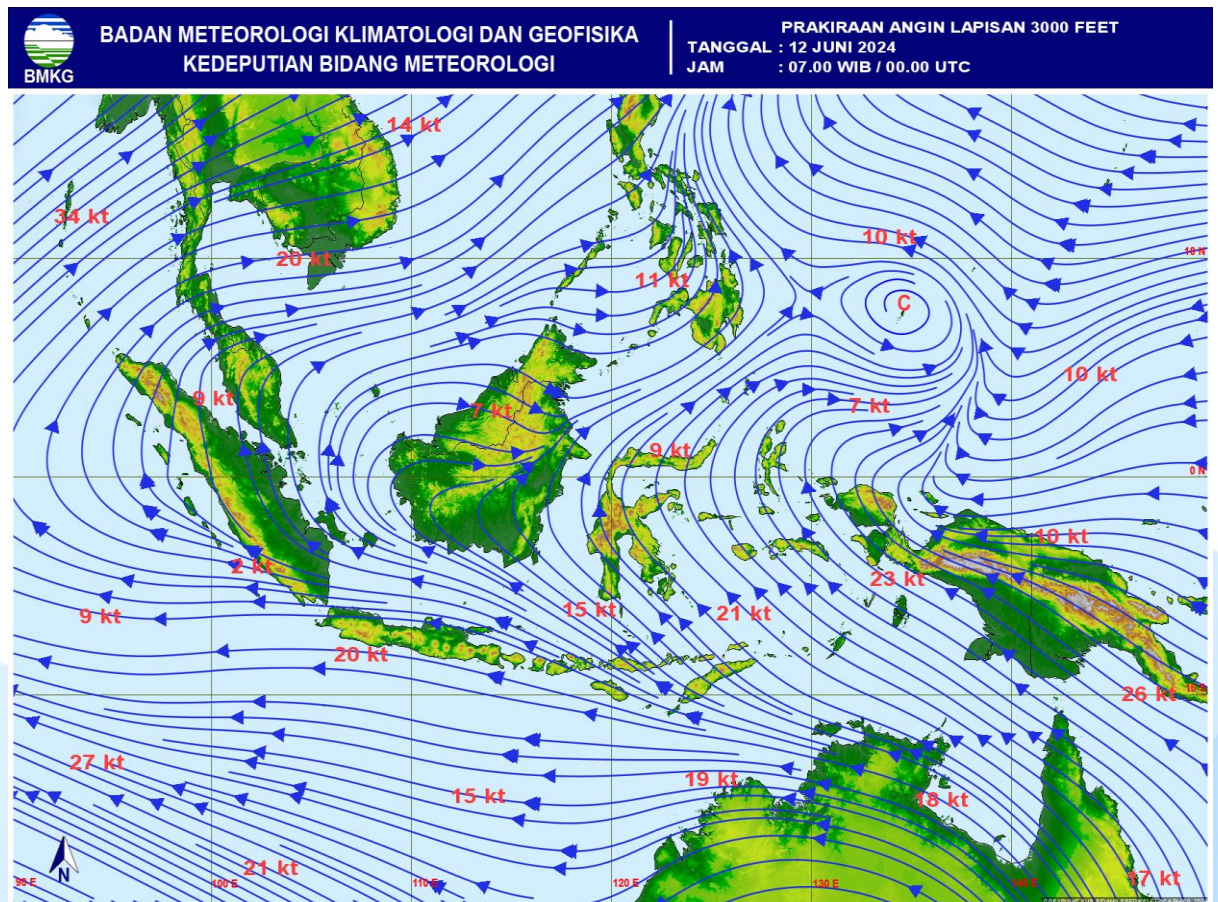 BMKG
BADAN METEOROLOGI KLIMATOLOGI DAN GEOFISIKA
KEDEPUTIAN BIDANG METEOROLOGI
PRAKIRAAN ANGIN LAPISAN 3000 FEET
TANGGAL : 12 JUNI 2024
JAM : 07.00 WIB / 00.00 UTC
14 kt
34 kt
20 kt
10 kt
10 N
11 kt
C
9 kt
7 kt
10 kt
7 kt
9 kt
0 N
2 kt
10 kt
23 kt
9 kt
15 kt
21 kt
20 kt
26 kt
10 S
27 kt
15 kt
19 kt
18 kt
N
21 kt
17 kt
90 E
100 E
110 E
120 E
130 E
140 E